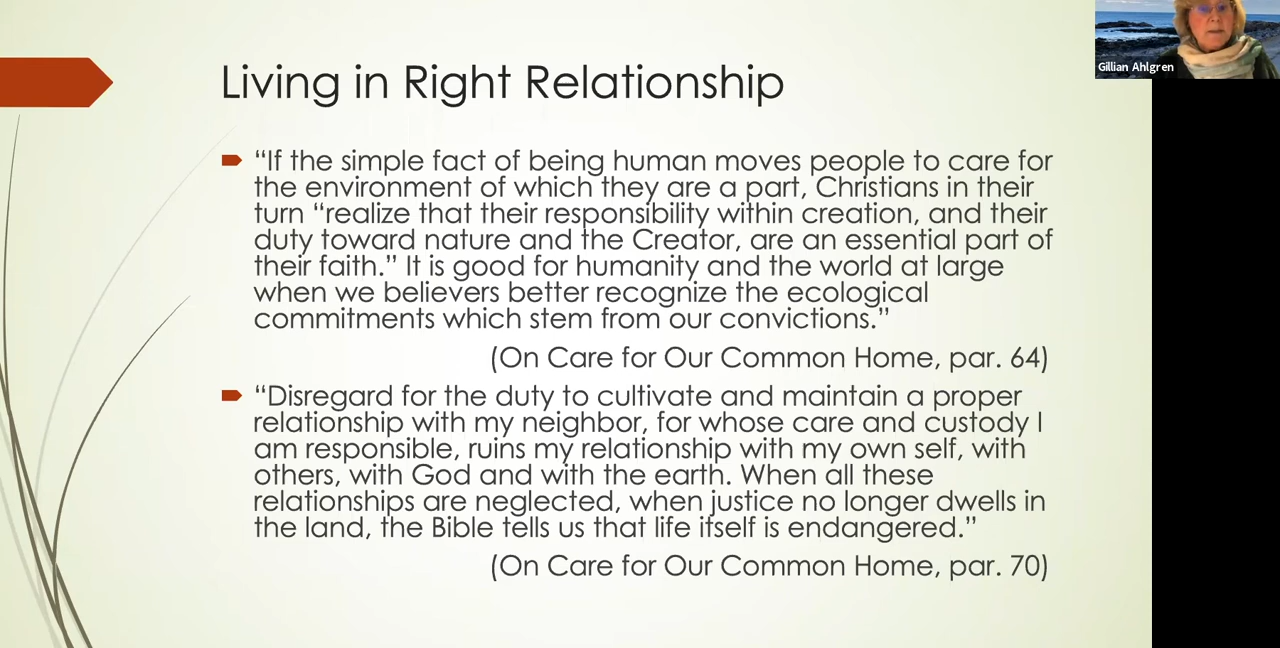 Gillian Ahlgren
Living in Right Relationship
“If the simple fact of being human moves people to care for
the environment of which they are a part, Christians in their
turn “realize that their responsibility within creation, and their
duty toward nature and the Creator, are an essential part of
their faith.” It is good for humanity and the world at large
when we believers better recognize the ecological
commitments which stem from our convictions.”
(On Care for Our Common Home, par. 64)
“Disregard for the duty to cultivate and maintain a proper
relationship with my neighbor, for whose care and custody I
am responsible, ruins my relationship with my own self, with
others, with God and with the earth. When all these
relationships are neglected, when justice no longer dwells in
the land, the Bible tells us that life itself is endangered.”
(On Care for Our Common Home, par. 70)